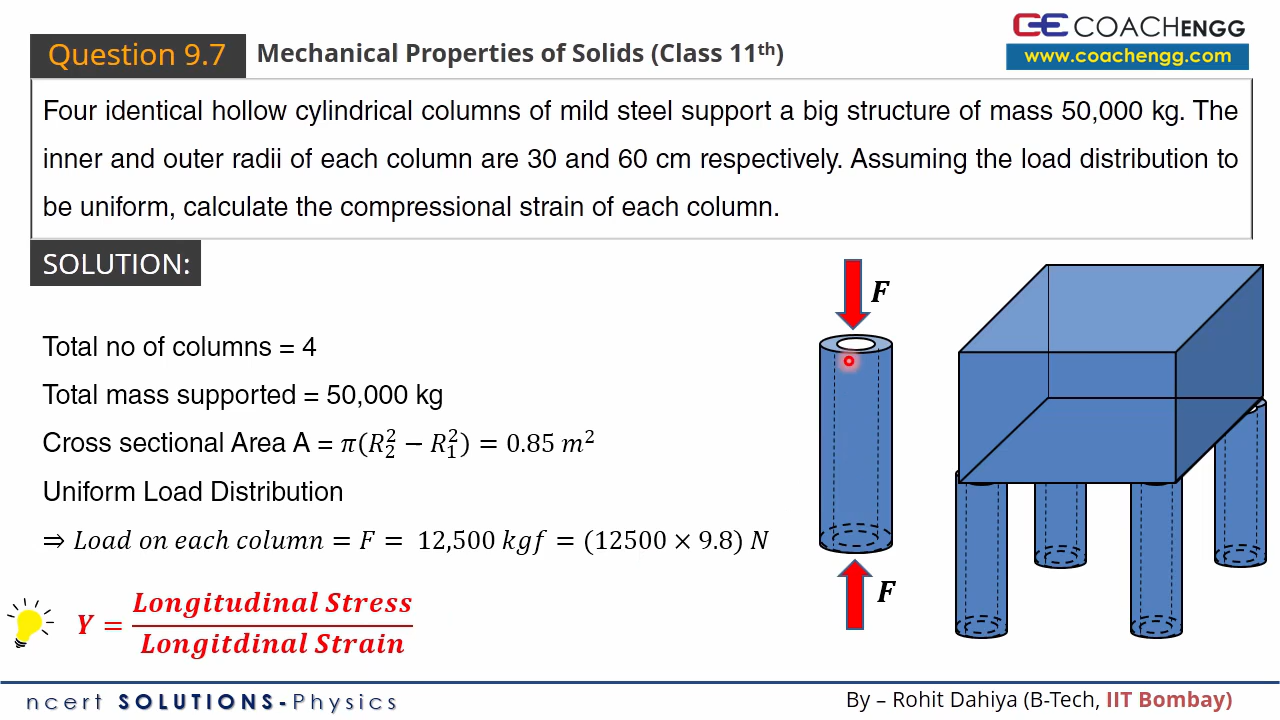 Question 9.7
Mechanical Properties of Solids (Class 11ᵗʰ)
CE COACHENGG
www.coachengg.com
Four identical hollow cylindrical columns of mild steel support a big structure of mass 50,000 kg. The
inner and outer radii of each column are 30 and 60 cm respectively. Assuming the load distribution to
be uniform, calculate the compressional strain of each column.
SOLUTION:
Total no of columns = 4
Total mass supported = 50,000 kg
Cross sectional Area A = π(R₂² − R₁²) = 0.85 m²
Uniform Load Distribution
⇒ Load on each column = F = 12,500 kgf = (12500 × 9.8) N
Y = Longitudinal Stress / Longitdinal Strain
F
F
ncert SOLUTIONS-Physics
By – Rohit Dahiya (B-Tech, IIT Bombay)